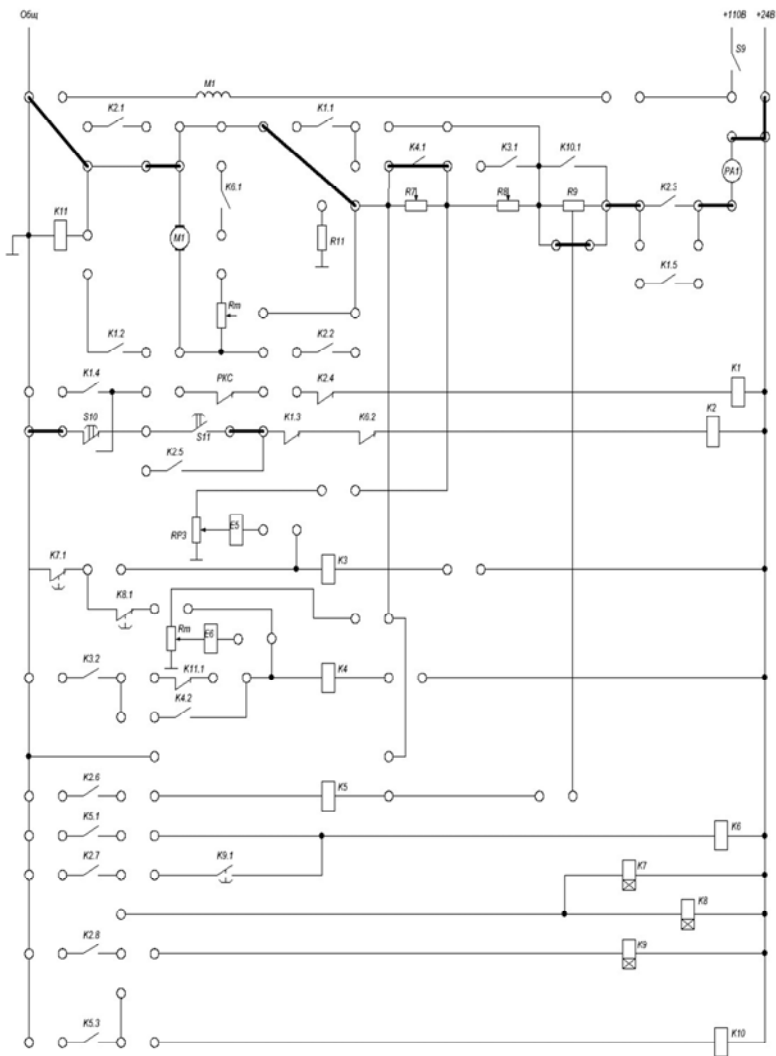 Общ +110В +24В
S9
M1
K2.1 K1.1
K4.1 K3.1 K10.1
K6.1 PA1
R7 R8 R9 K2.3
K11 M1 R11
K1.5
Rm
K1.2 K2.2
K1.4 РКС K2.4 K1
S10 S11 K1.3 K6.2 K2
K2.5
RP3 E5
K7.1 K3
K8.1
Rm E6
K3.2 K11.1 K4
K4.2
K2.6 K5
K5.1 K6
K2.7 K9.1 K7
K8
K2.8 K9
K5.3 K10